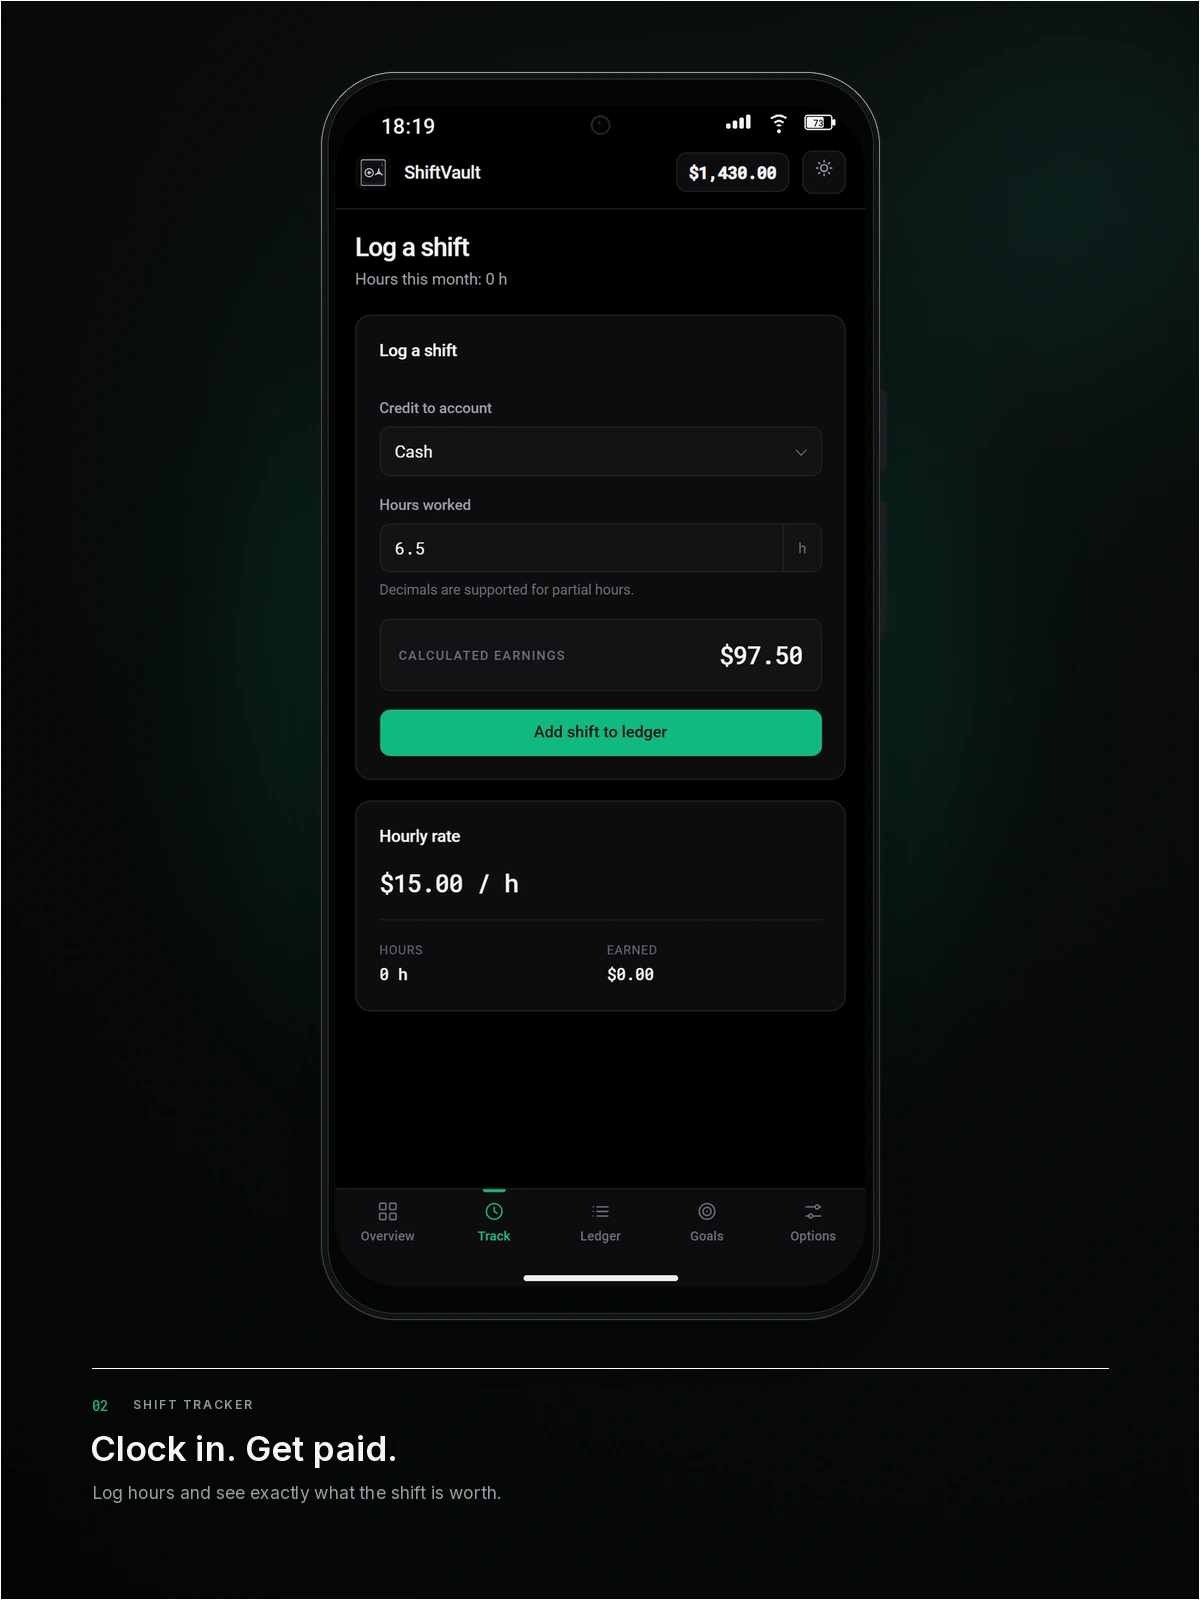 18:19
73
ShiftVault
$1,430.00
Log a shift
Hours this month: 0 h
Log a shift
Credit to account
Cash
Hours worked
6.5
h
Decimals are supported for partial hours.
CALCULATED EARNINGS
$97.50
Add shift to ledger
Hourly rate
$15.00 / h
HOURS
EARNED
0 h
$0.00
Overview
Track
Ledger
Goals
Options
02 SHIFT TRACKER
Clock in. Get paid.
Log hours and see exactly what the shift is worth.